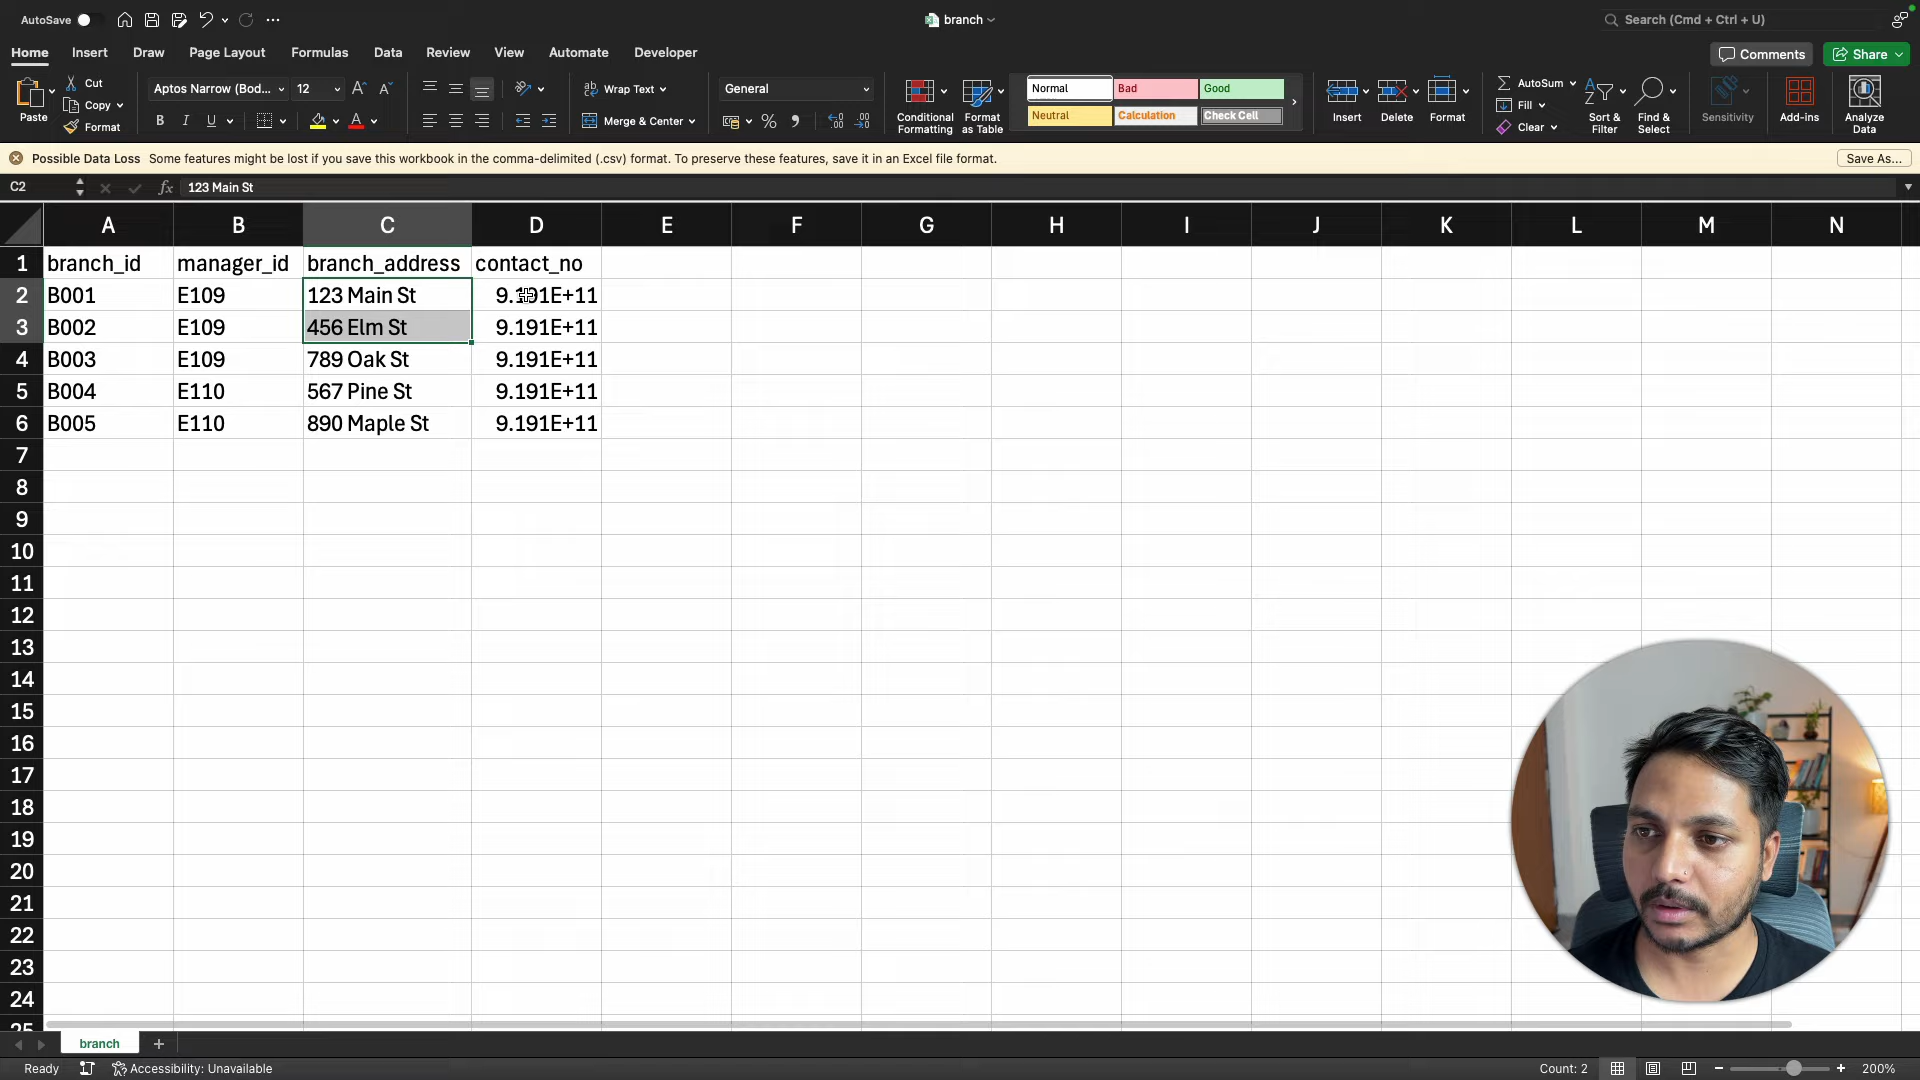 AutoSave
branch
Search (Cmd + Ctrl + U)
Home Insert Draw Page Layout Formulas Data Review View Automate Developer
Comments Share
Paste
Cut
Copy
Format
Aptos Narrow (Bod... 12
B I U
Wrap Text
Merge & Center
General
Conditional Formatting
Format as Table
Normal Bad Good
Neutral Calculation Check Cell
Insert Delete Format
AutoSum
Fill
Clear
Sort & Filter
Find & Select
Sensitivity
Add-ins
Analyze Data
Possible Data Loss Some features might be lost if you save this workbook in the comma-delimited (.csv) format. To preserve these features, save it in an Excel file format. Save As...
C2 fx 123 Main St
A B C D E F G H I J K L M N
1 branch_id manager_id branch_address contact_no
2 B001 E109 123 Main St 9.191E+11
3 B002 E109 456 Elm St 9.191E+11
4 B003 E109 789 Oak St 9.191E+11
5 B004 E110 567 Pine St 9.191E+11
6 B005 E110 890 Maple St 9.191E+11
7
8
9
10
11
12
13
14
15
16
17
18
19
20
21
22
23
24
25
branch +
Ready Accessibility: Unavailable Count: 2 200%